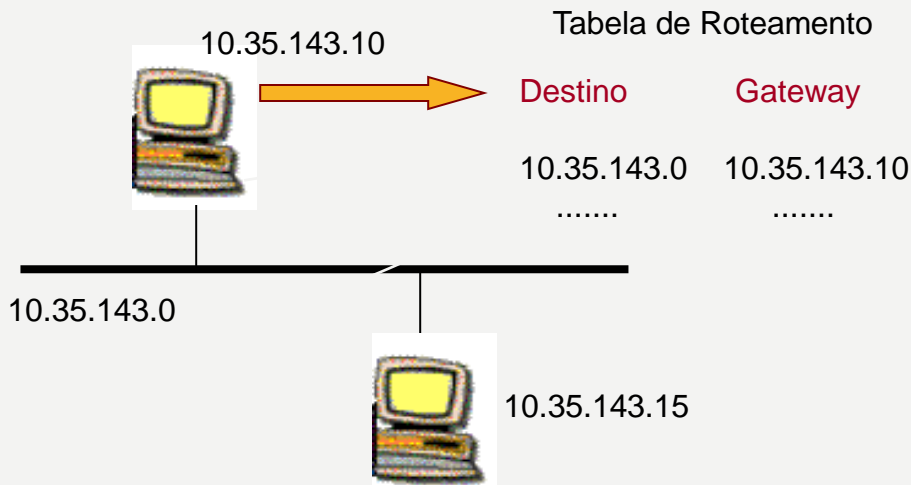 10.35.143.10
Tabela de Roteamento
Destino Gateway
10.35.143.0 10.35.143.10
....... .......
10.35.143.0
10.35.143.15